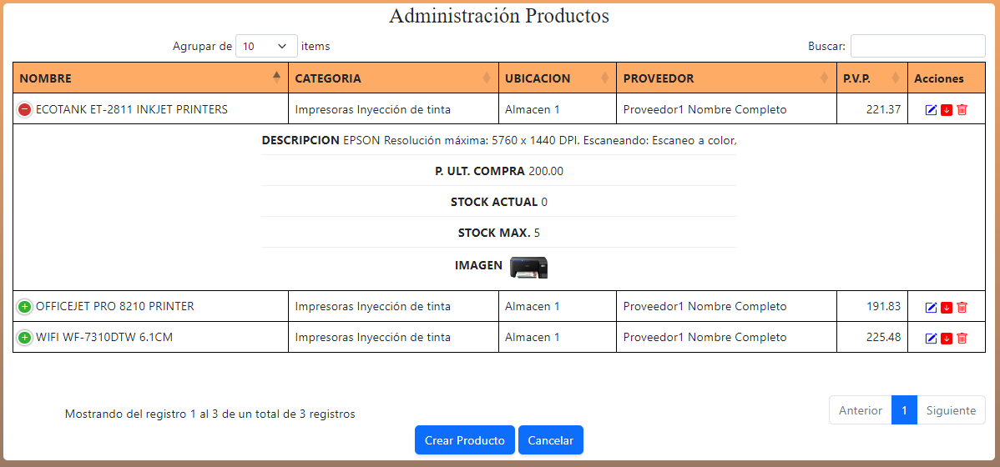 Administración Productos
Agrupar de 10 items Buscar:
NOMBRE CATEGORIA UBICACION PROVEEDOR P.V.P. Acciones
ECOTANK ET-2811 INKJET PRINTERS Impresoras Inyección de tinta Almacen 1 Proveedor1 Nombre Completo 221.37
DESCRIPCION EPSON Resolución máxima: 5760 x 1440 DPI. Escaneando: Escaneo a color,
P. ULT. COMPRA 200.00
STOCK ACTUAL 0
STOCK MAX. 5
IMAGEN
OFFICEJET PRO 8210 PRINTER Impresoras Inyección de tinta Almacen 1 Proveedor1 Nombre Completo 191.83
WIFI WF-7310DTW 6.1CM Impresoras Inyección de tinta Almacen 1 Proveedor1 Nombre Completo 225.48
Mostrando del registro 1 al 3 de un total de 3 registros Anterior 1 Siguiente
Crear Producto Cancelar